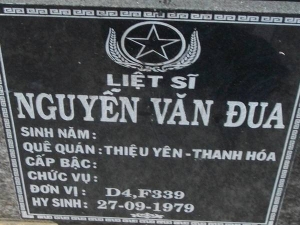 LIỆT SĨ
NGUYỄN VĂN ĐUA
SINH NĂM :
QUÊ QUÁN : THIỆU YÊN - THANH HÓA
CẤP BẬC :
CHỨC VỤ :
ĐƠN VỊ : D4,F339
HY SINH : 27-09-1979